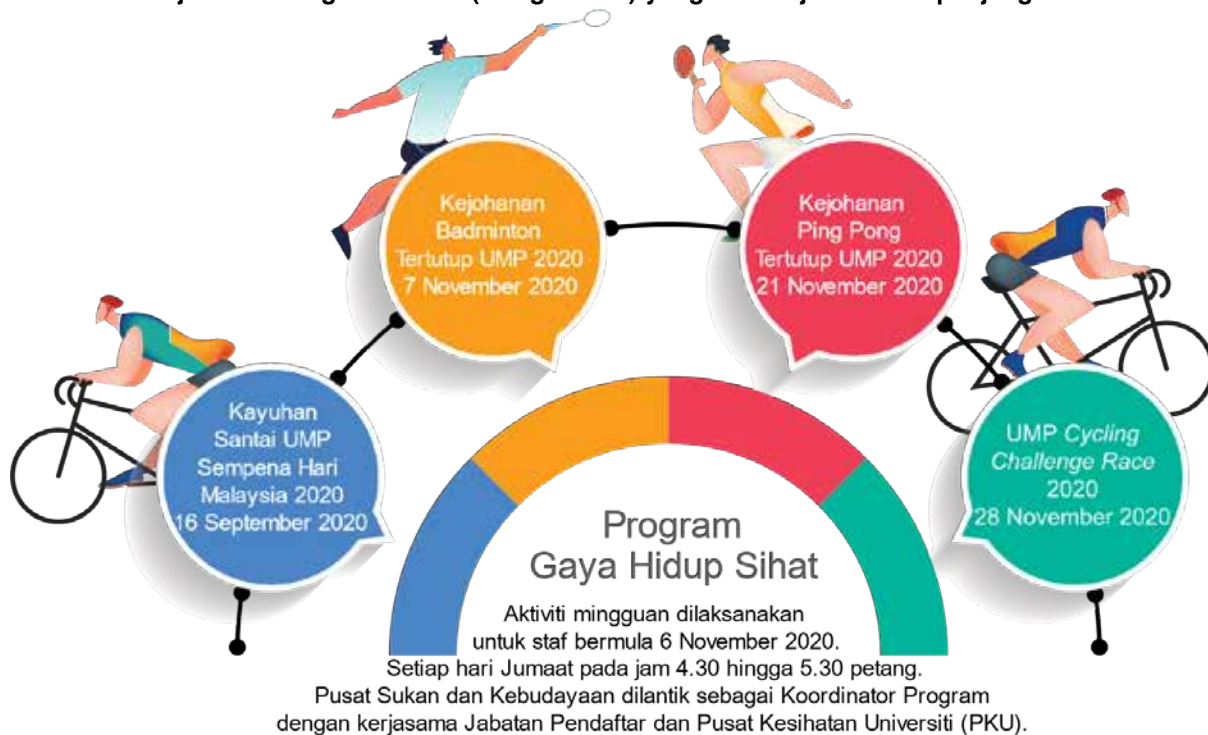 Kayuhan
Santai UMP
Sempena Hari
Malaysia 2020
16 September 2020
Kejohanan
Badminton
Tertutup UMP 2020
7 November 2020
Kejohanan
Ping Pong
Tertutup UMP 2020
21 November 2020
UMP Cycling
Challenge Race
2020
28 November 2020
Program
Gaya Hidup Sihat
Aktiviti mingguan dilaksanakan
untuk staf bermula 6 November 2020.
Setiap hari Jumaat pada jam 4.30 hingga 5.30 petang.
Pusat Sukan dan Kebudayaan dilantik sebagai Koordinator Program
dengan kerjasama Jabatan Pendaftar dan Pusat Kesihatan Universiti (PKU).